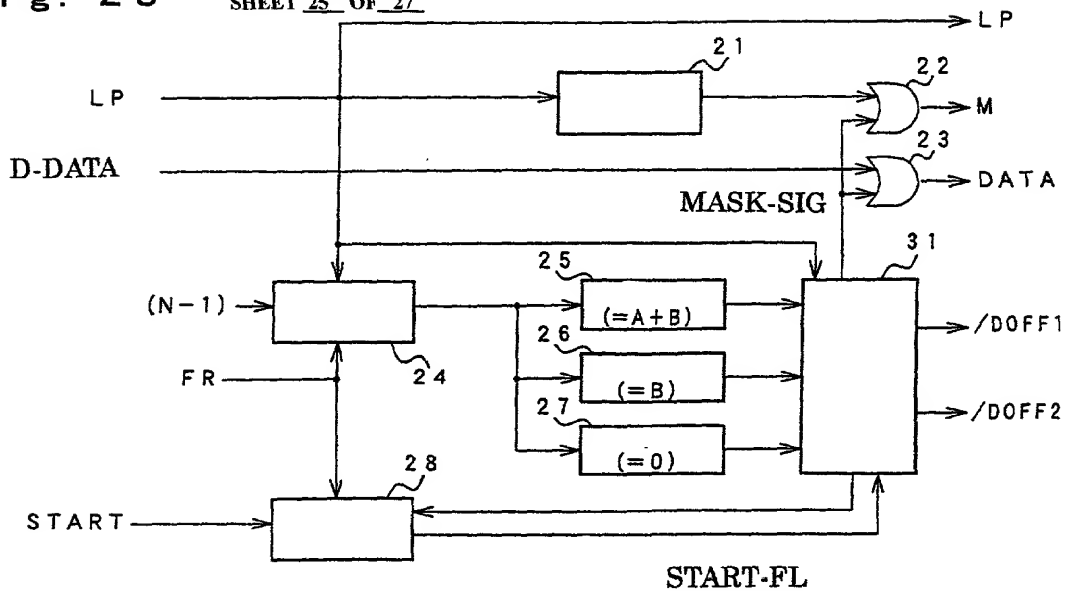 SHEET 25 OF 27
LP
21
22
LP
M
23
D-DATA
DATA
MASK-SIG
25
31
(N-1)
(=A+B)
/DOFF1
26
FR
24
(=B)
27
/DOFF2
28
(=0)
START
START-FL